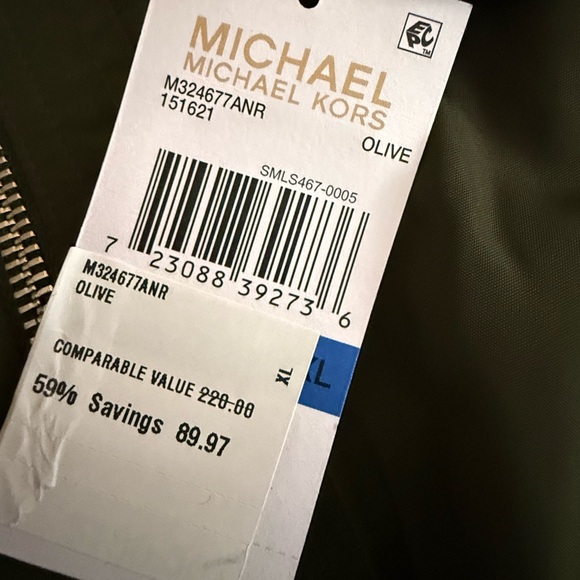 MICHAEL
MICHAEL KORS
M324677ANR
151621
OLIVE
SMLS467-0005
7 23088 39273 6
M324677ANR
OLIVE
XL
XL
COMPARABLE VALUE 220.00
59% Savings 89.97